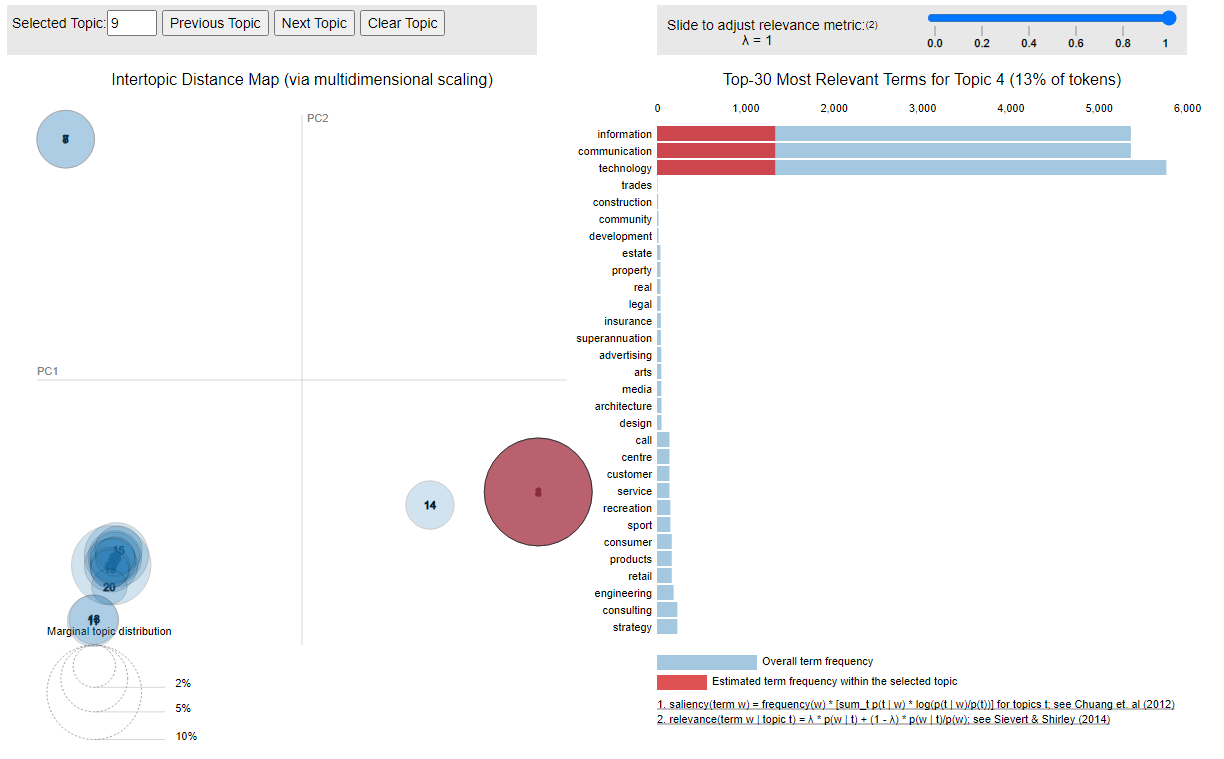 Selected Topic: 9 Previous Topic Next Topic Clear Topic
Slide to adjust relevance metric:(2)
λ = 1
0.0 0.2 0.4 0.6 0.8 1
Intertopic Distance Map (via multidimensional scaling)
PC2
PC1
14
15
20
Marginal topic distribution
2%
5%
10%
Top-30 Most Relevant Terms for Topic 4 (13% of tokens)
0 1,000 2,000 3,000 4,000 5,000 6,000
information
communication
technology
trades
construction
community
development
estate
property
real
legal
insurance
superannuation
advertising
arts
media
architecture
design
call
centre
customer
service
recreation
sport
consumer
products
retail
engineering
consulting
strategy
Overall term frequency
Estimated term frequency within the selected topic
1. saliency(term w) = frequency(w) * [sum_t p(t | w) * log(p(t | w)/p(t))] for topics t; see Chuang et. al (2012)
2. relevance(term w | topic t) = λ * p(w | t) + (1 - λ) * p(w | t)/p(w); see Sievert & Shirley (2014)